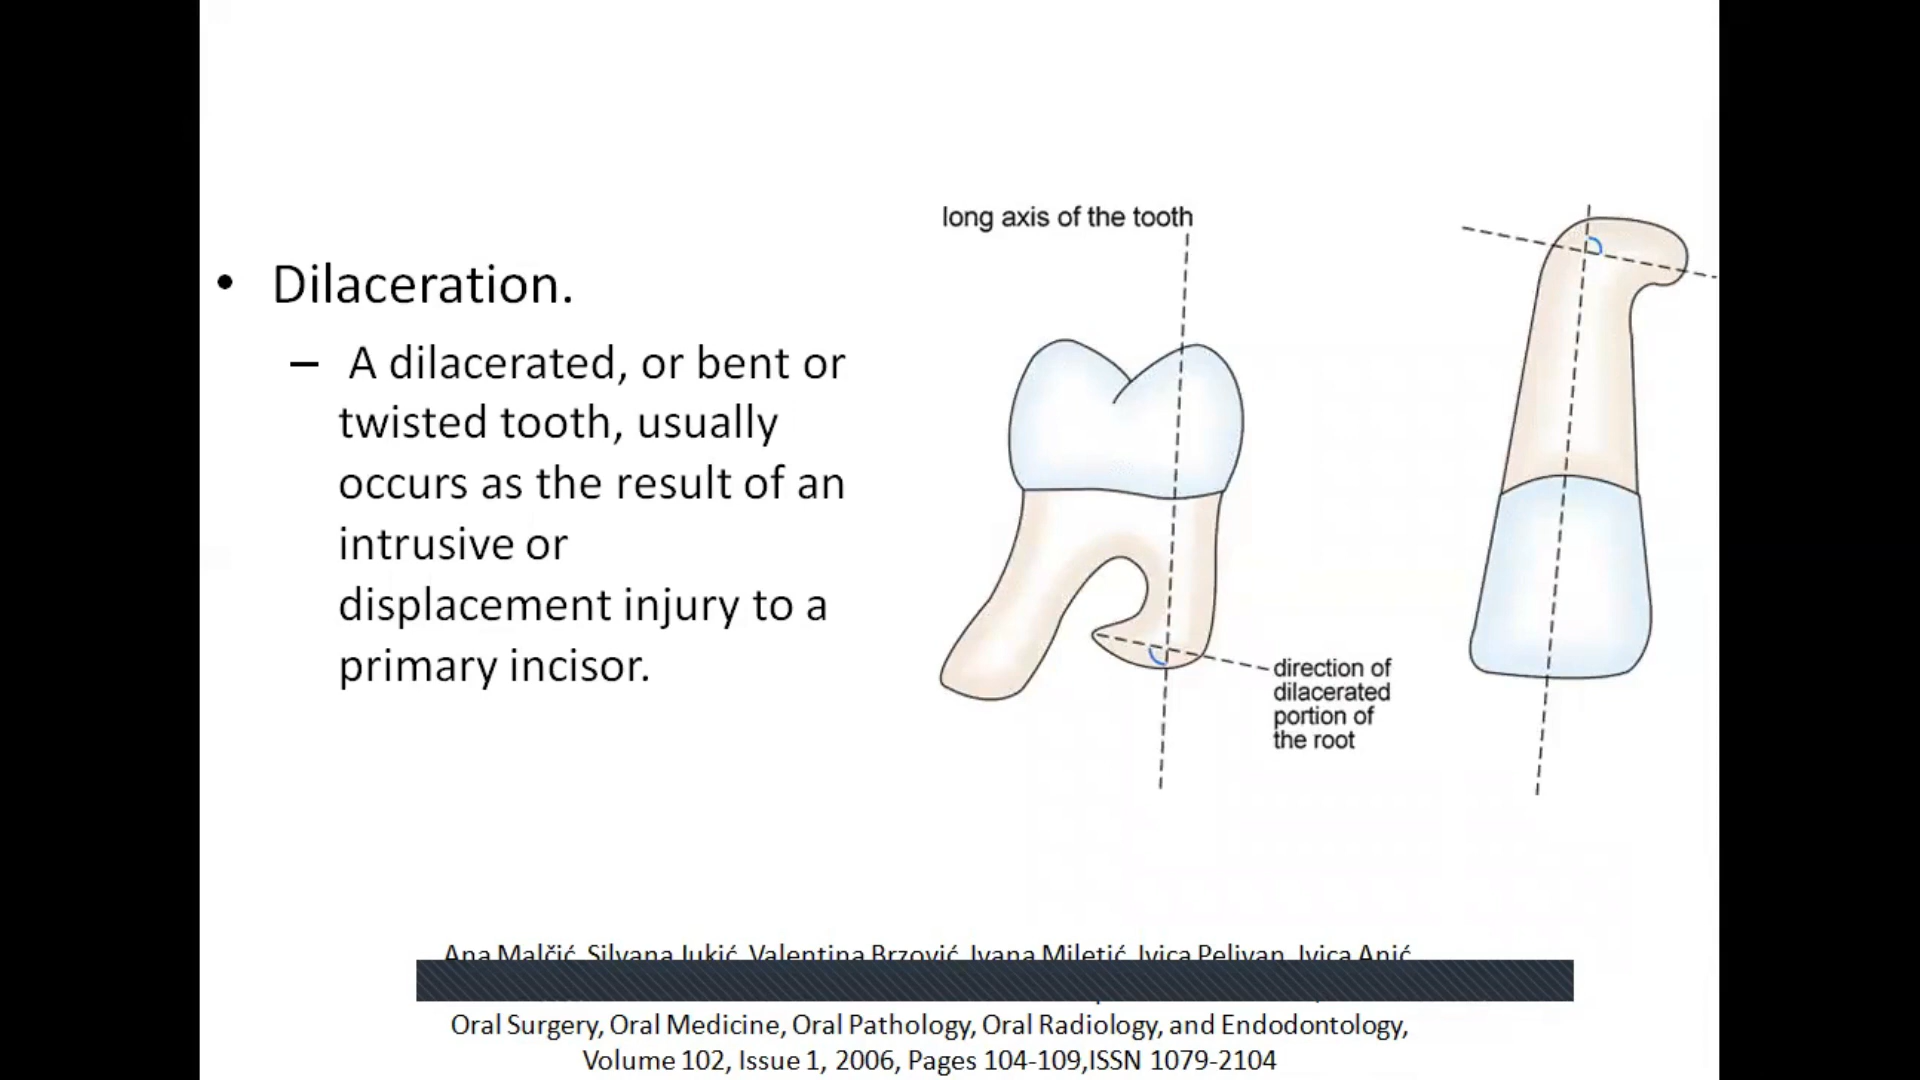 • Dilaceration.
– A dilacerated, or bent or
twisted tooth, usually
occurs as the result of an
intrusive or
displacement injury to a
primary incisor.
long axis of the tooth
direction of
dilacerated
portion of
the root
Ana Malčić, Silvana Jukić, Valentina Brzović, Ivana Miletić, Ivica Pelivan, Ivica Anić,
Oral Surgery, Oral Medicine, Oral Pathology, Oral Radiology, and Endodontology,
Volume 102, Issue 1, 2006, Pages 104-109,ISSN 1079-2104